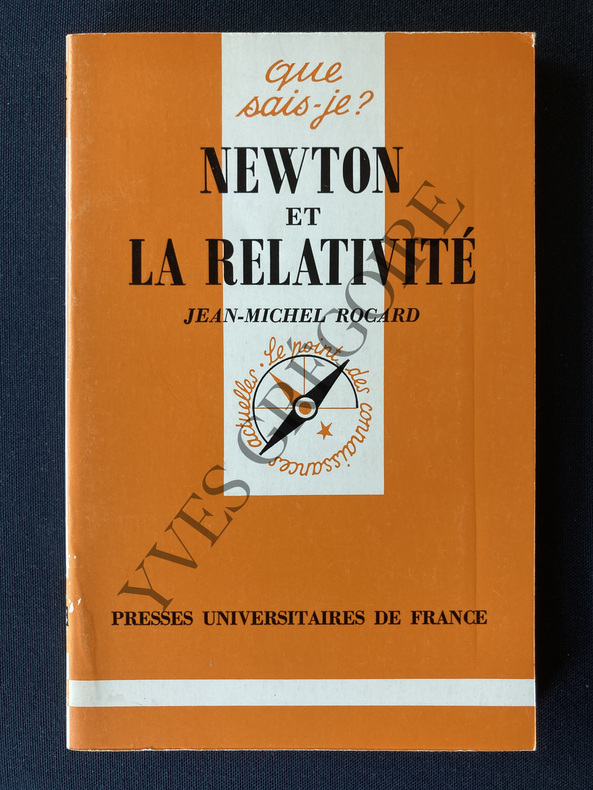 que
sais-je?
NEWTON
ET
LA RELATIVITÉ
JEAN-MICHEL ROCARD
Le point des connaissances actuelles.
PRESSES UNIVERSITAIRES DE FRANCE
YVES GRÉGOIRE